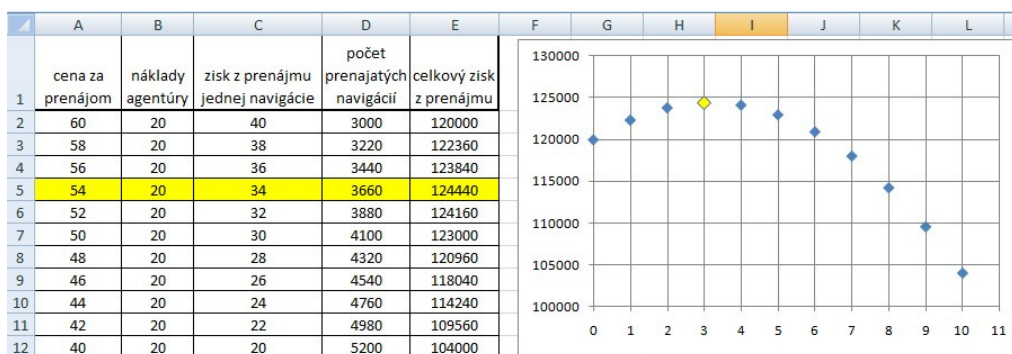 A B C D E F G H I J K L
1 cena za prenájom náklady agentúry zisk z prenájmu jednej navigácie počet prenajatých navigácií celkový zisk z prenájmu
2 60 20 40 3000 120000
3 58 20 38 3220 122360
4 56 20 36 3440 123840
5 54 20 34 3660 124440
6 52 20 32 3880 124160
7 50 20 30 4100 123000
8 48 20 28 4320 120960
9 46 20 26 4540 118040
10 44 20 24 4760 114240
11 42 20 22 4980 109560
12 40 20 20 5200 104000
130000
125000
120000
115000
110000
105000
100000
0 1 2 3 4 5 6 7 8 9 10 11